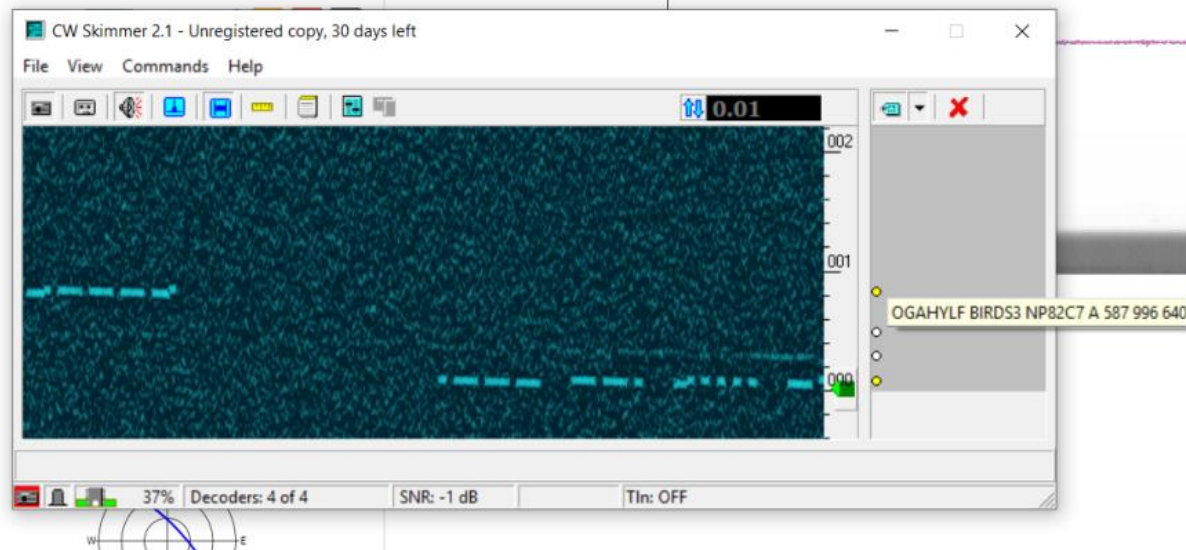 CW Skimmer 2.1 - Unregistered copy, 30 days left
File View Commands Help
0.01
002
001
OGAHYLF BIRDS3 NP82C7 A 587 996 640
000
37% Decoders: 4 of 4 SNR: -1 dB TIn: OFF
W E